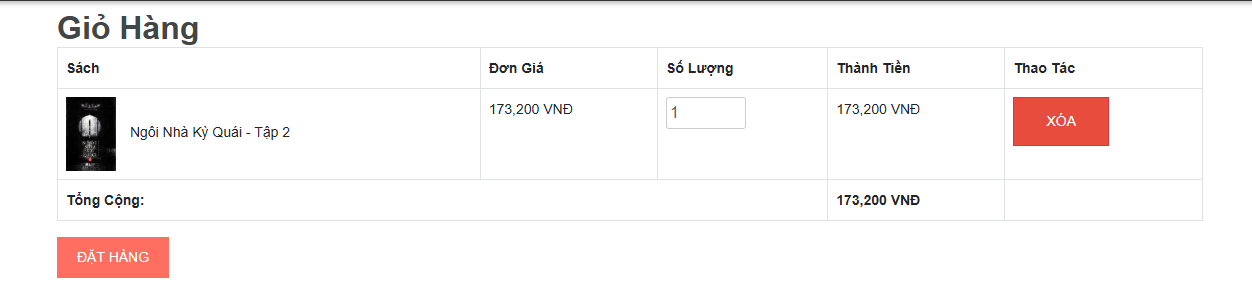 Giỏ Hàng
Sách Đơn Giá Số Lượng Thành Tiền Thao Tác
Ngôi Nhà Kỳ Quái - Tập 2 173,200 VNĐ 1 173,200 VNĐ XÓA
Tổng Cộng: 173,200 VNĐ
ĐẶT HÀNG